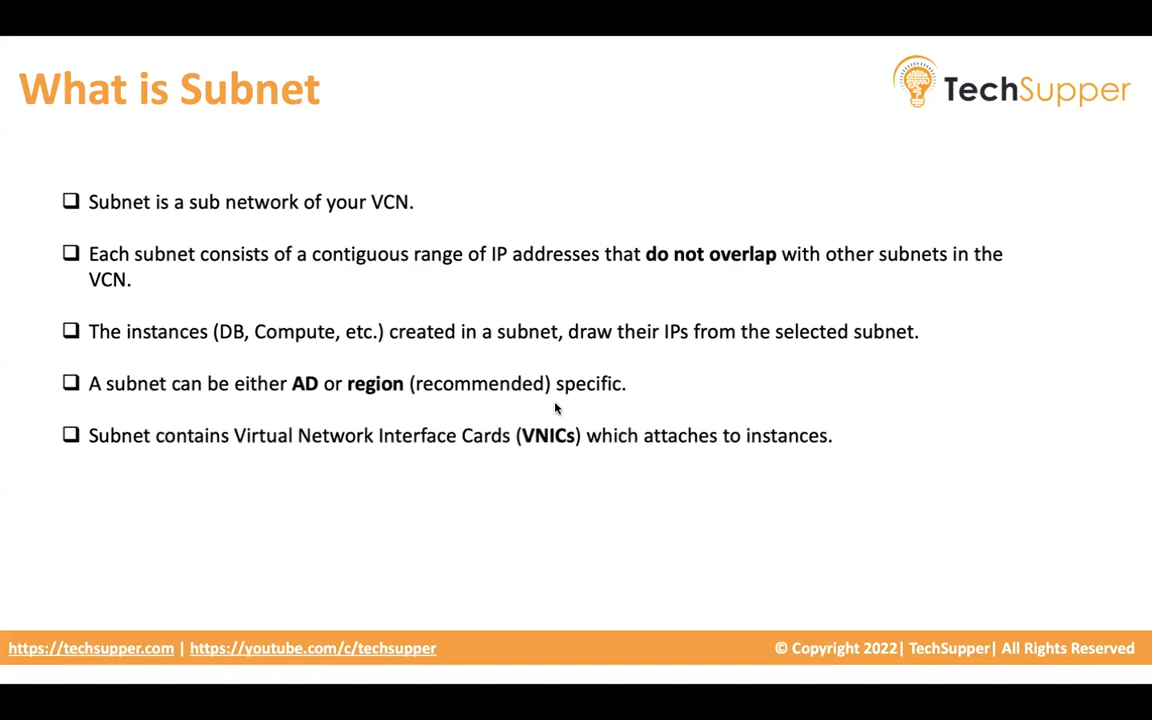 What is Subnet
TechSupper
❑ Subnet is a sub network of your VCN.
❑ Each subnet consists of a contiguous range of IP addresses that do not overlap with other subnets in the
VCN.
❑ The instances (DB, Compute, etc.) created in a subnet, draw their IPs from the selected subnet.
❑ A subnet can be either AD or region (recommended) specific.
❑ Subnet contains Virtual Network Interface Cards (VNICs) which attaches to instances.
https://techsupper.com | https://youtube.com/c/techsupper
© Copyright 2022| TechSupper| All Rights Reserved